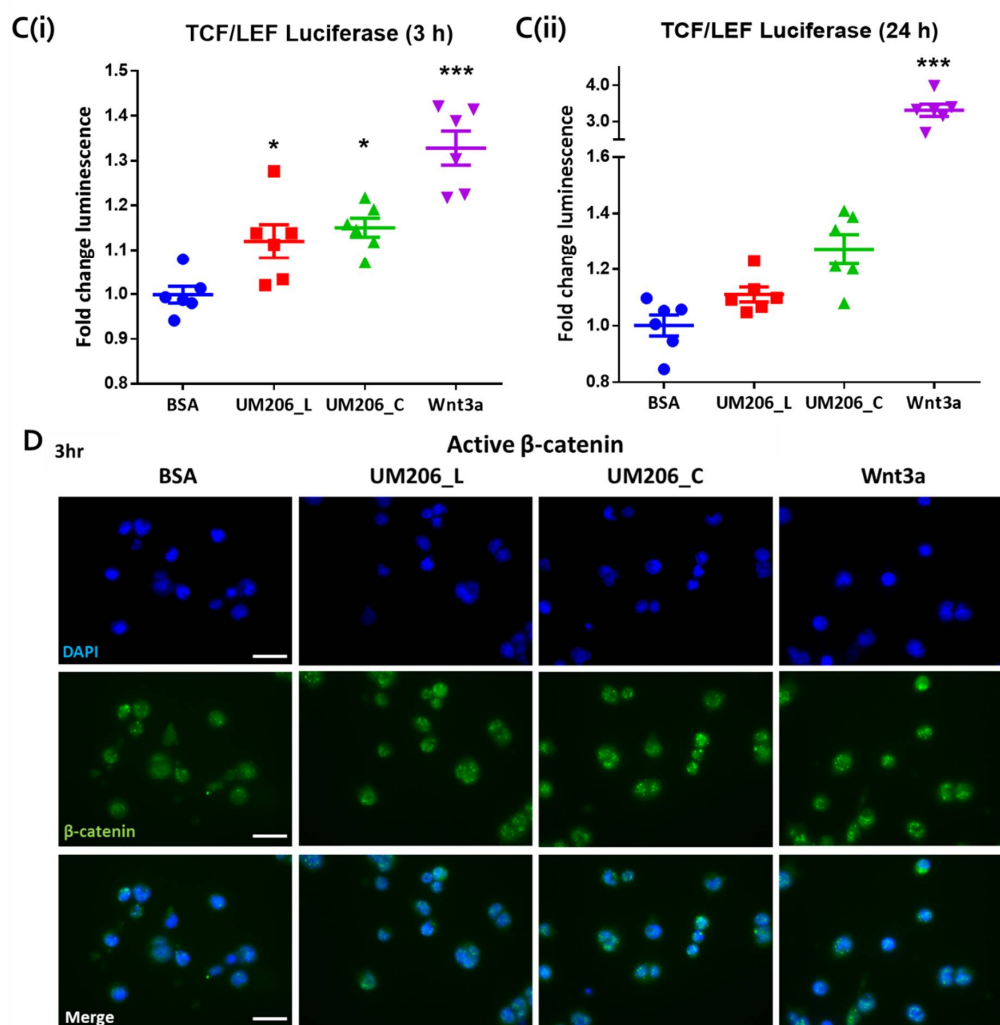 C(i) TCF/LEF Luciferase (3 h)
Fold change luminescence
1.5
1.4
1.3
1.2
1.1
1.0
0.9
0.8
* * ***
BSA UM206_L UM206_C Wnt3a
C(ii) TCF/LEF Luciferase (24 h)
Fold change luminescence
4.0
3.0
1.6
1.4
1.2
1.0
0.8
***
BSA UM206_L UM206_C Wnt3a
D 3hr Active β-catenin
BSA UM206_L UM206_C Wnt3a
DAPI
β-catenin
Merge